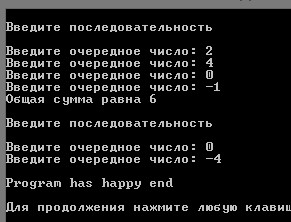 Введите последовательность
Введите очередное число: 2
Введите очередное число: 4
Введите очередное число: 0
Введите очередное число: -1
Общая сумма равна 6
Введите последовательность
Введите очередное число: 0
Введите очередное число: -4
Program has happy end
Для продолжения нажмите любую